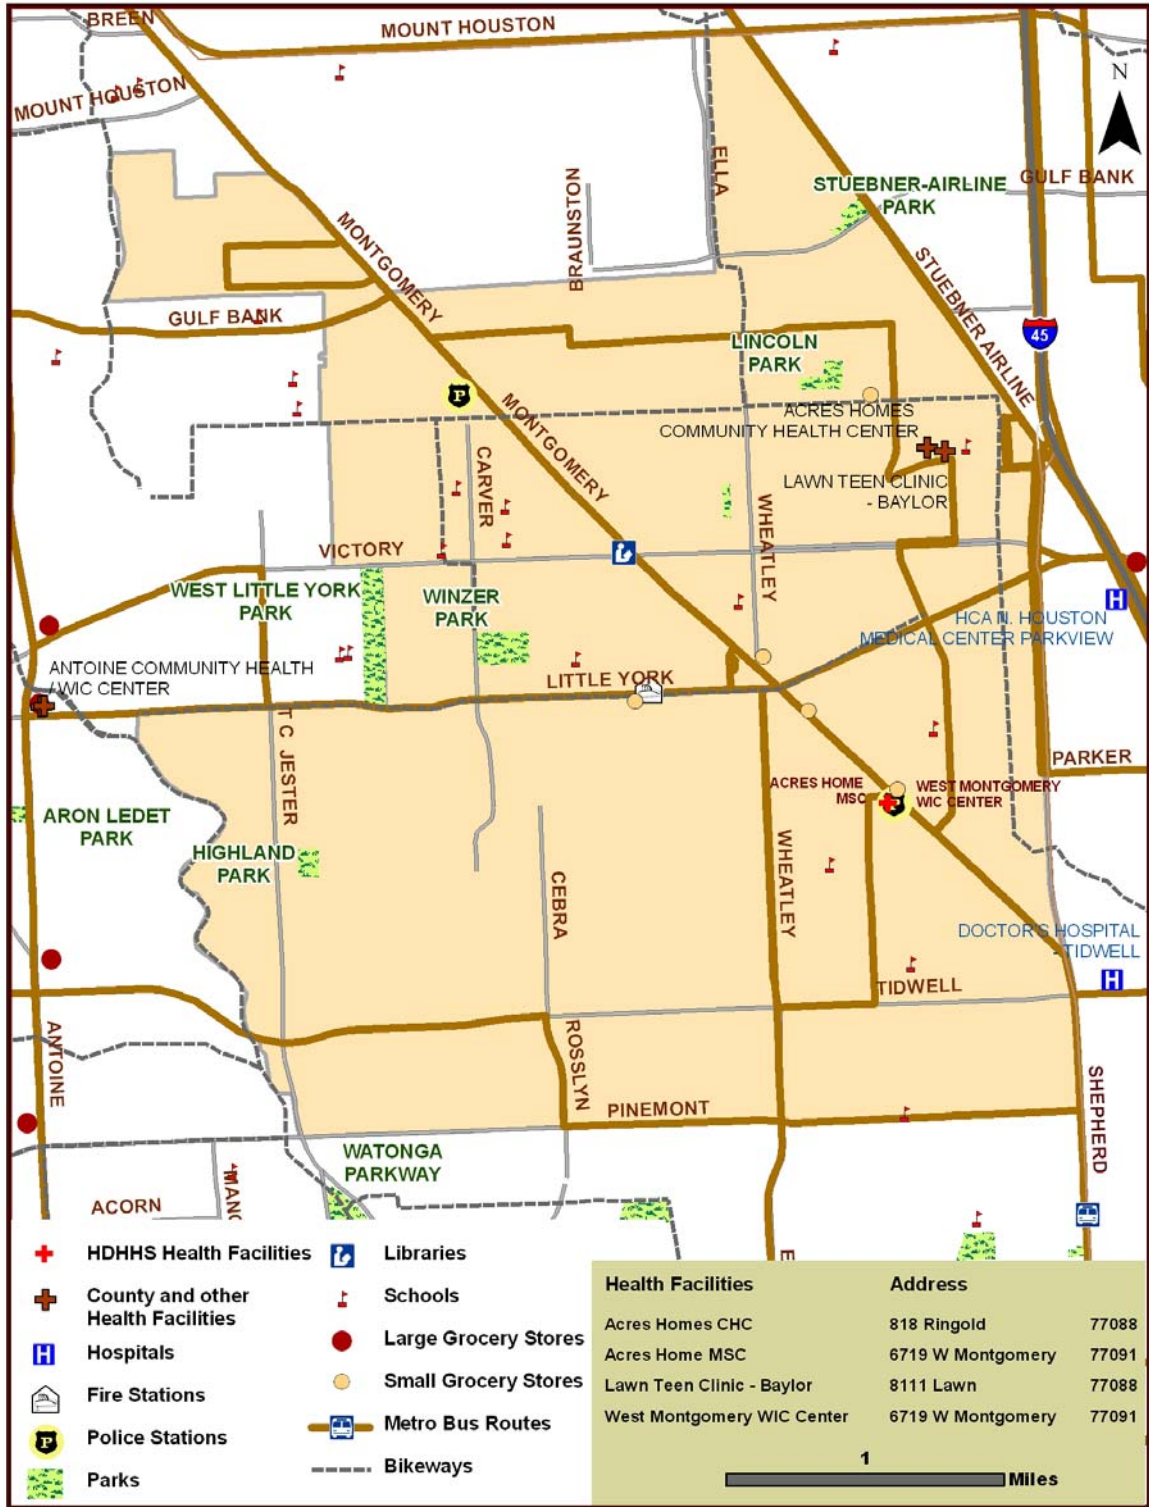 BREEN
MOUNT HOUSTON
MOUNT HOUSTON
N
ELLA
BRAUNSTON
STUEBNER-AIRLINE
PARK
GULF BANK
MONTGOMERY
STUEBNER AIRLINE
GULF BANK
45
LINCOLN
PARK
P
MONTGOMERY
ACRES HOMES
COMMUNITY HEALTH CENTER
CARVER
LAWN TEEN CLINIC
- BAYLOR
WHEATLEY
VICTORY
WEST LITTLE YORK
PARK
WINZER
PARK
H
HCA N. HOUSTON
MEDICAL CENTER PARKVIEW
ANTOINE COMMUNITY HEALTH
/ WIC CENTER
LITTLE YORK
T C JESTER
PARKER
ACRES HOME
MSC
WEST MONTGOMERY
WIC CENTER
ARON LEDET
PARK
HIGHLAND
PARK
WHEATLEY
CEBRA
DOCTOR'S HOSPITAL
- TIDWELL
H
TIDWELL
ANTOINE
ROSSLYN
PINEMONT
SHEPHERD
WATONGA
PARKWAY
ACORN
MANG
E
HDHHS Health Facilities
County and other
Health Facilities
H Hospitals
Fire Stations
P Police Stations
Parks
Libraries
Schools
Large Grocery Stores
Small Grocery Stores
Metro Bus Routes
Bikeways
Health Facilities Address
Acres Homes CHC 818 Ringold 77088
Acres Home MSC 6719 W Montgomery 77091
Lawn Teen Clinic - Baylor 8111 Lawn 77088
West Montgomery WIC Center 6719 W Montgomery 77091
1
Miles